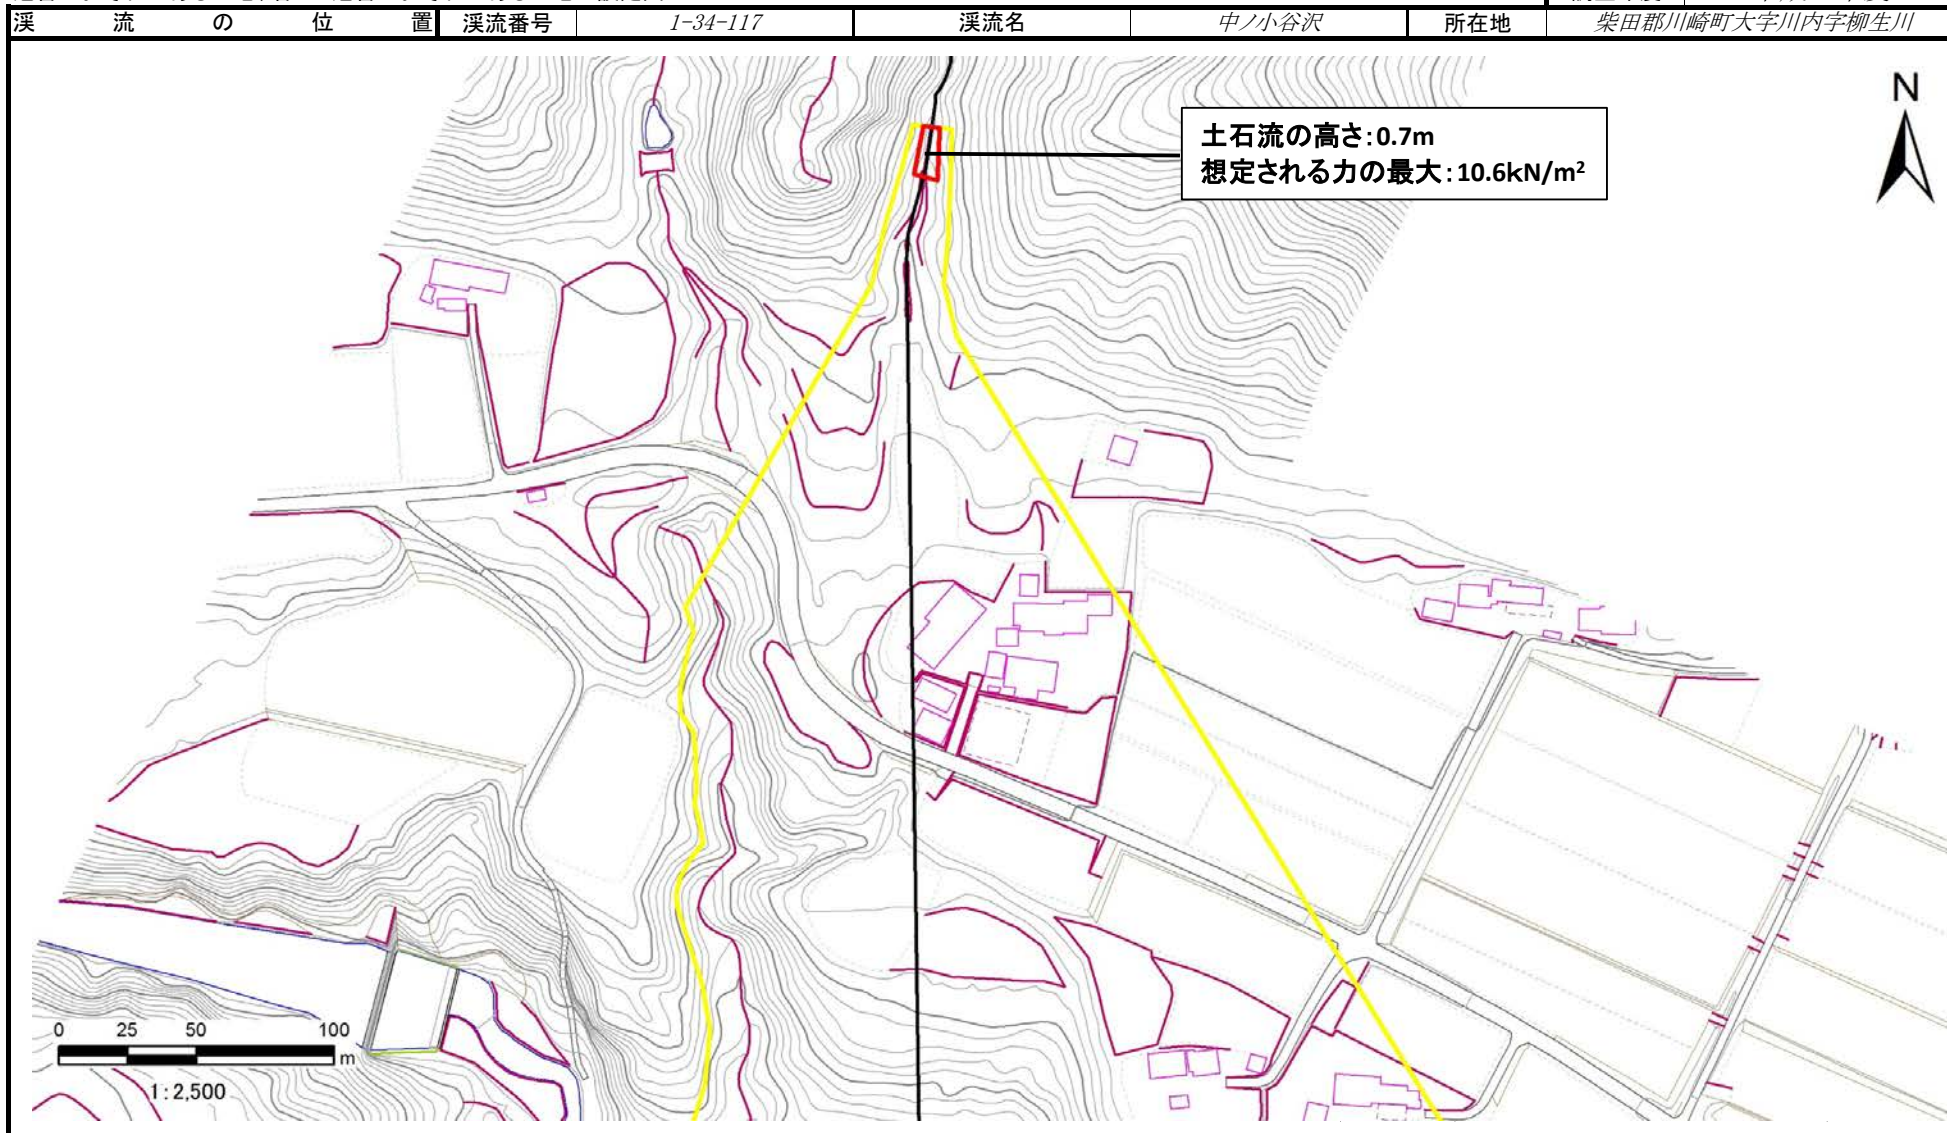 渓流の位置 渓流番号 1-34-117 渓流名 中ノ小谷沢 所在地 柴田郡川崎町大字川内字柳生川
N
土石流の高さ:0.7m
想定される力の最大:10.6kN/m²
0 25 50 100
m
1:2,500